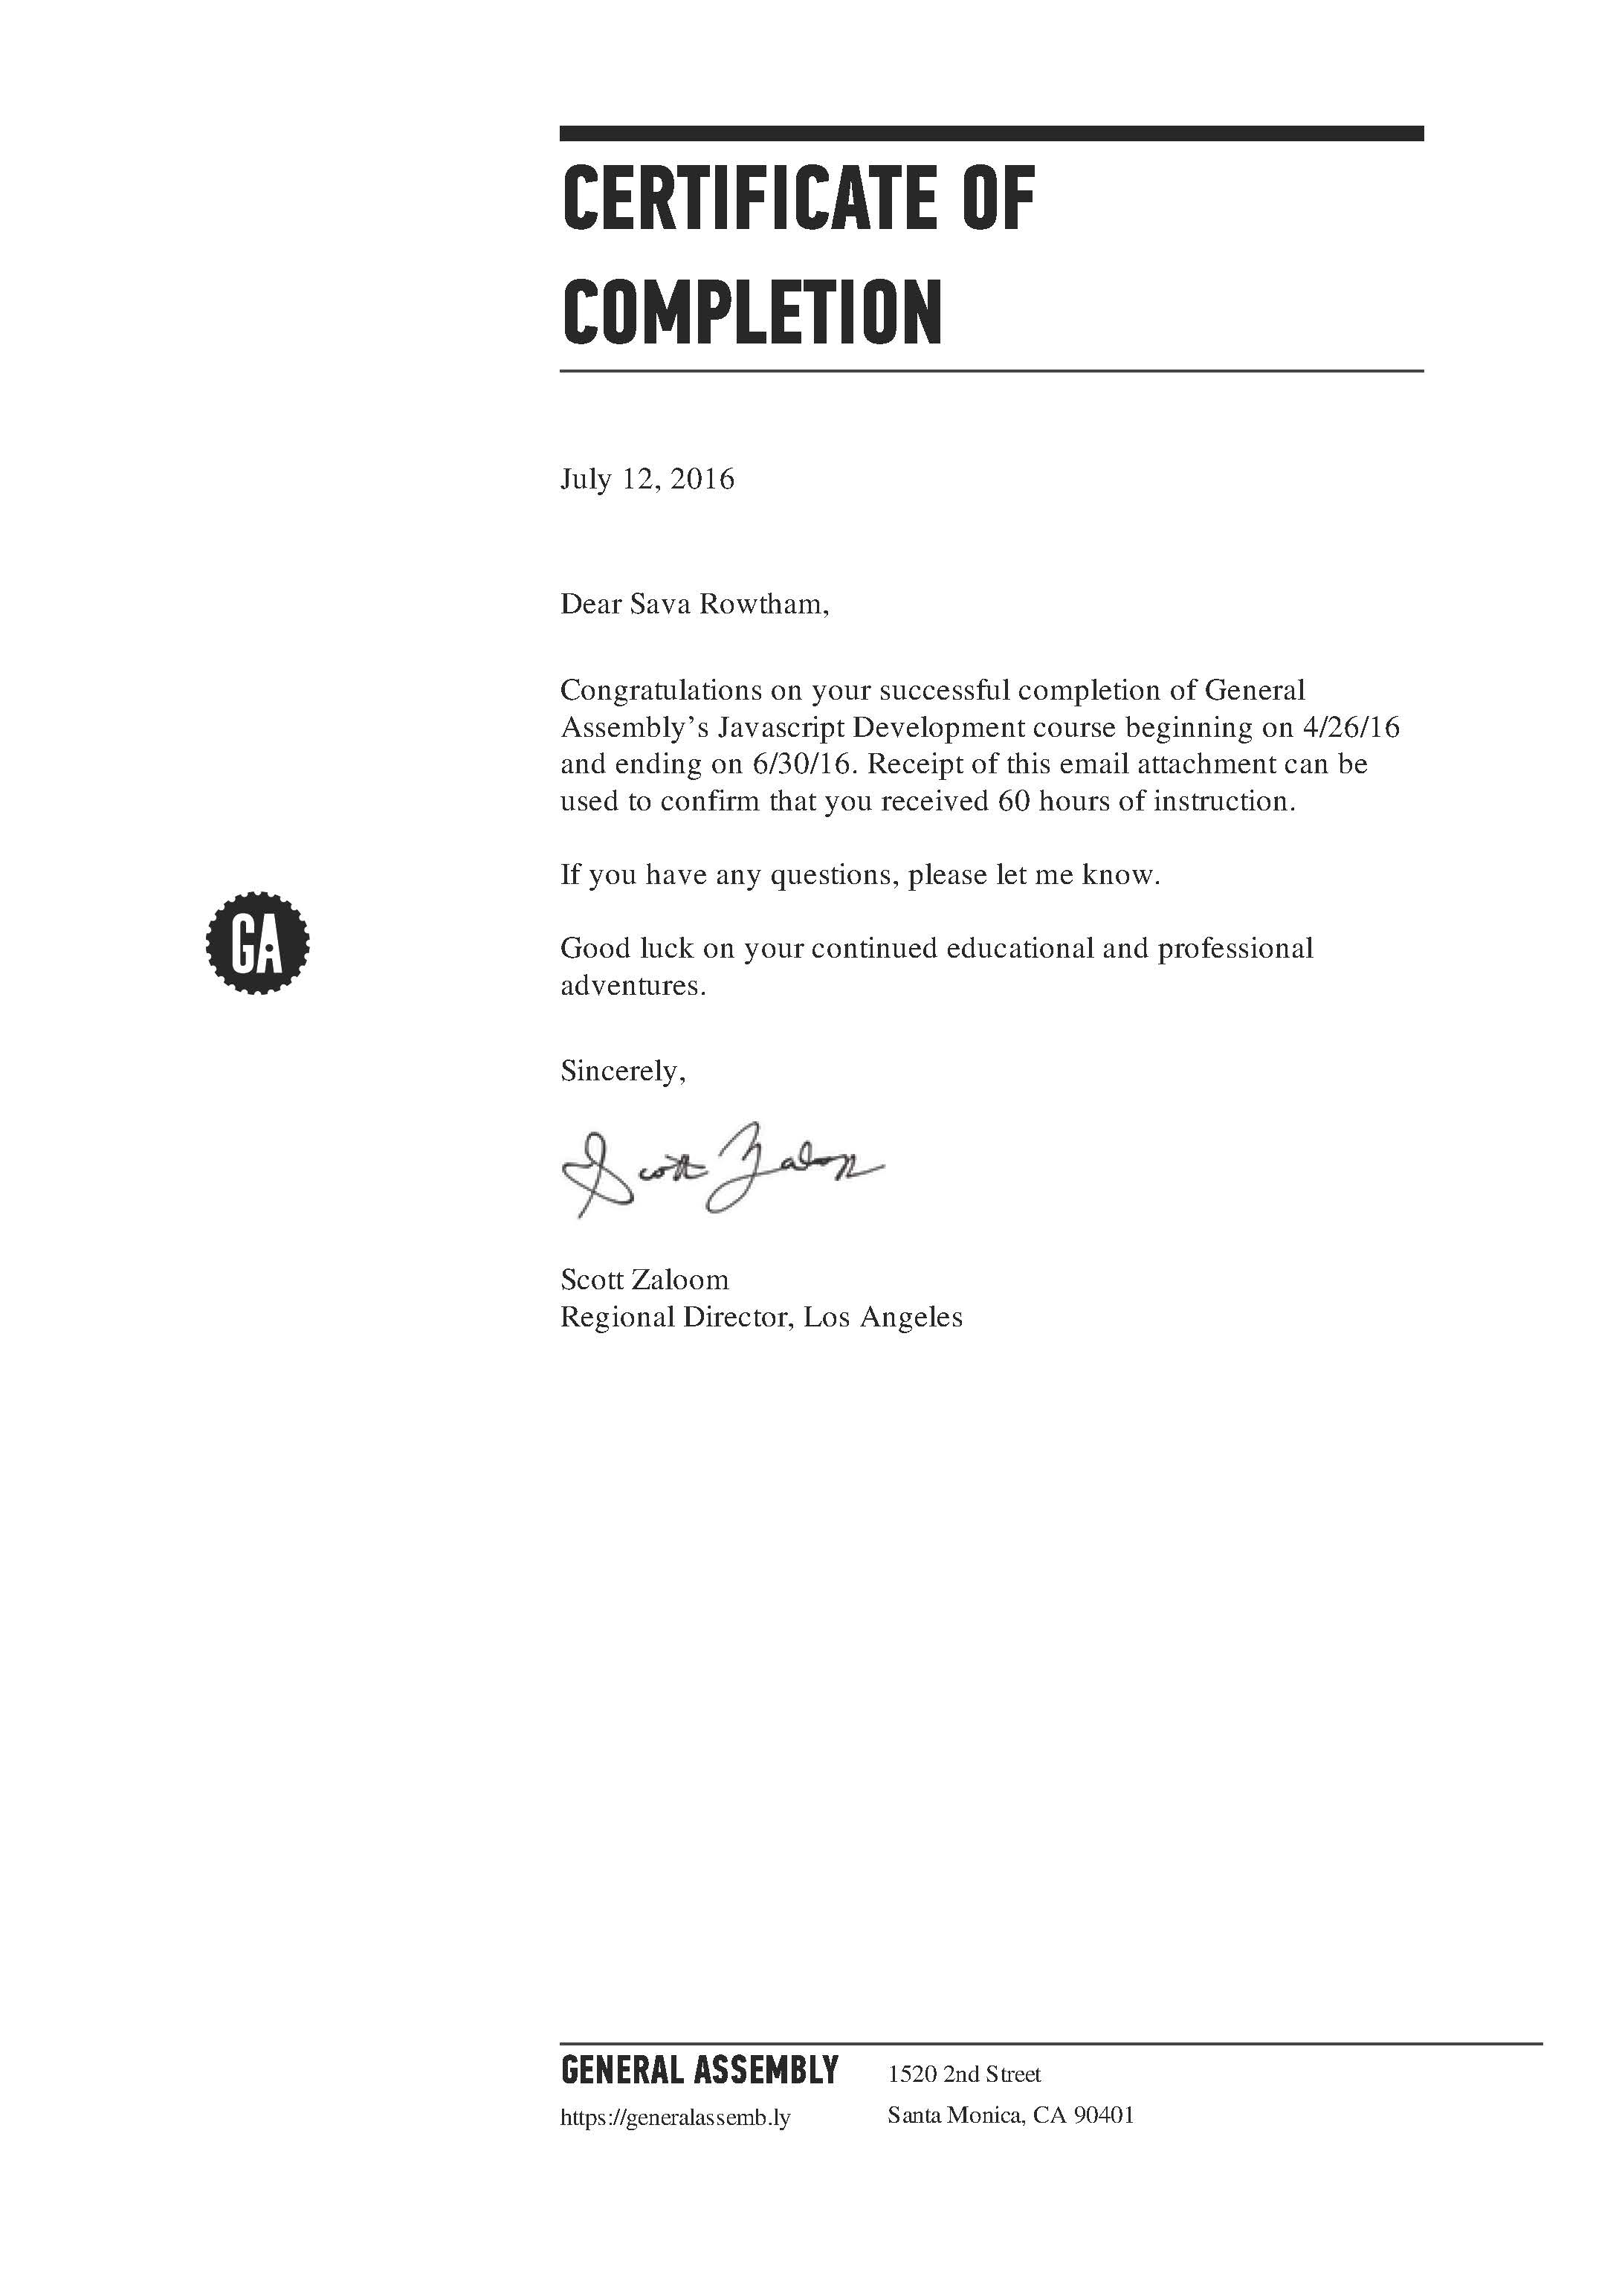 CERTIFICATE OF
COMPLETION
July 12, 2016
Dear Sava Rowtham,
Congratulations on your successful completion of General
Assembly’s Javascript Development course beginning on 4/26/16
and ending on 6/30/16. Receipt of this email attachment can be
used to confirm that you received 60 hours of instruction.
If you have any questions, please let me know.
GA
Good luck on your continued educational and professional
adventures.
Sincerely,
Scott Zaloom
Scott Zaloom
Regional Director, Los Angeles
GENERAL ASSEMBLY
https://generalassemb.ly
1520 2nd Street
Santa Monica, CA 90401